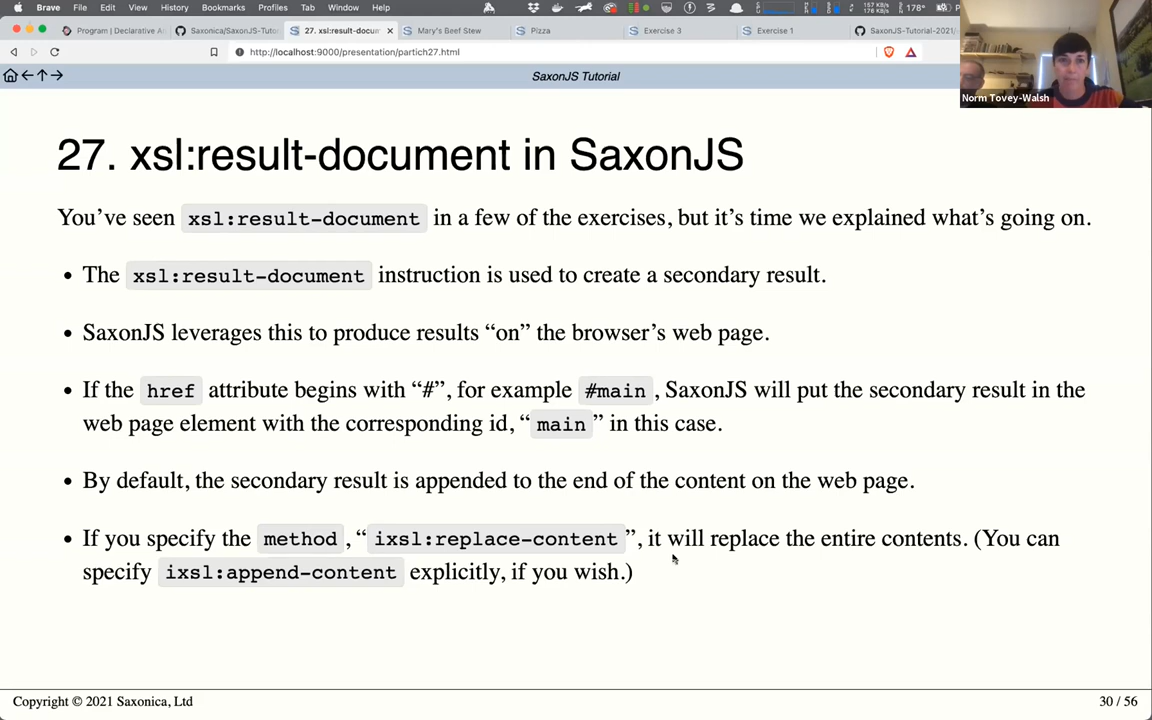 Brave File Edit View History Bookmarks Profiles Tab Window Help 178°
Program | Declarative A Saxonica/SaxonJS-Tuto 27. xsl:result-docum Mary's Beef Stew Pizza Exercise 3 Exercise 1 SaxonJS-Tutorial-2021/
http://localhost:9000/presentation/partich27.html
SaxonJS Tutorial
Norm Tovey-Walsh
27. xsl:result-document in SaxonJS
You’ve seen xsl:result-document in a few of the exercises, but it’s time we explained what’s going on.
• The xsl:result-document instruction is used to create a secondary result.
• SaxonJS leverages this to produce results “on” the browser’s web page.
• If the href attribute begins with “#”, for example #main, SaxonJS will put the secondary result in the
web page element with the corresponding id, “main” in this case.
• By default, the secondary result is appended to the end of the content on the web page.
• If you specify the method, “ixsl:replace-content”, it will replace the entire contents. (You can
specify ixsl:append-content explicitly, if you wish.)
Copyright © 2021 Saxonica, Ltd
30 / 56